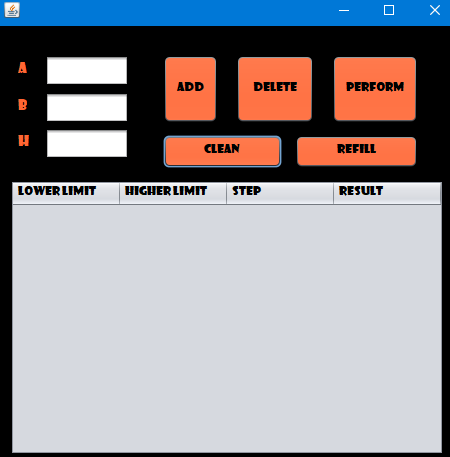 A
B
H
ADD DELETE PERFORM
CLEAN REFILL
LOWER LIMIT HIGHER LIMIT STEP RESULT